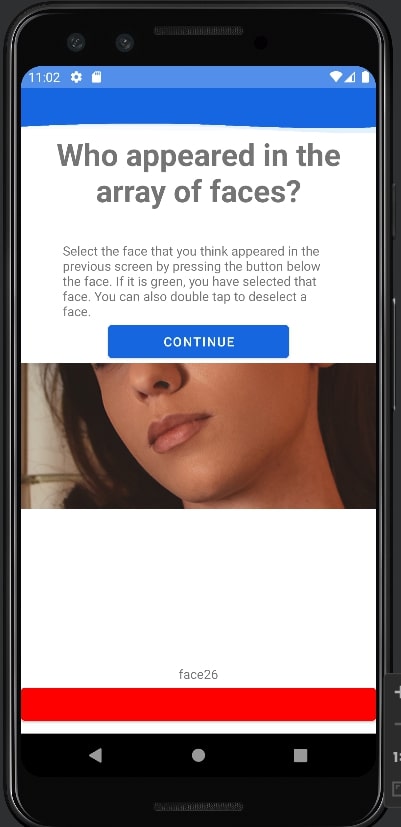 11:02
Who appeared in the
array of faces?
Select the face that you think appeared in the
previous screen by pressing the button below
the face. If it is green, you have selected that
face. You can also double tap to deselect a
face.
CONTINUE
face26